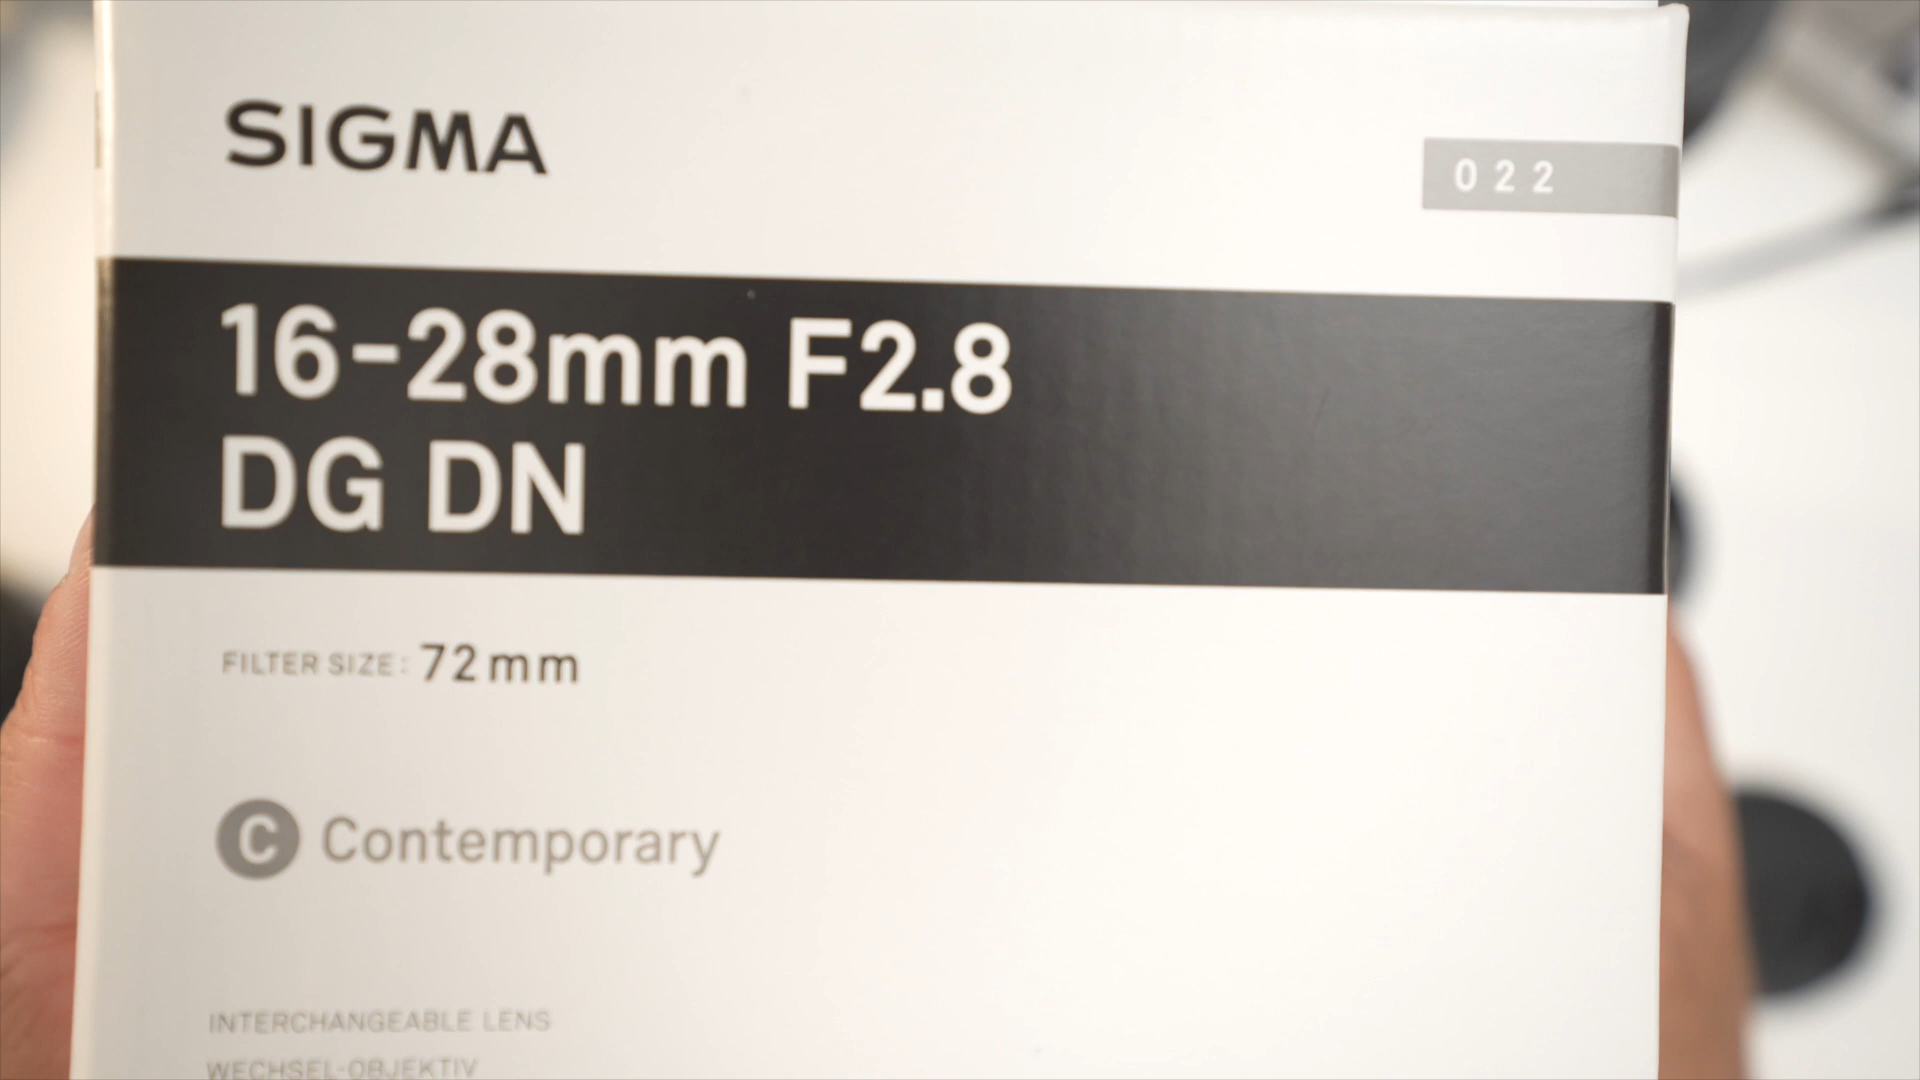 SIGMA
022
16-28mm F2.8
DG DN
FILTER SIZE: 72mm
C Contemporary
INTERCHANGEABLE LENS
WECHSEL-OBJEKTIV